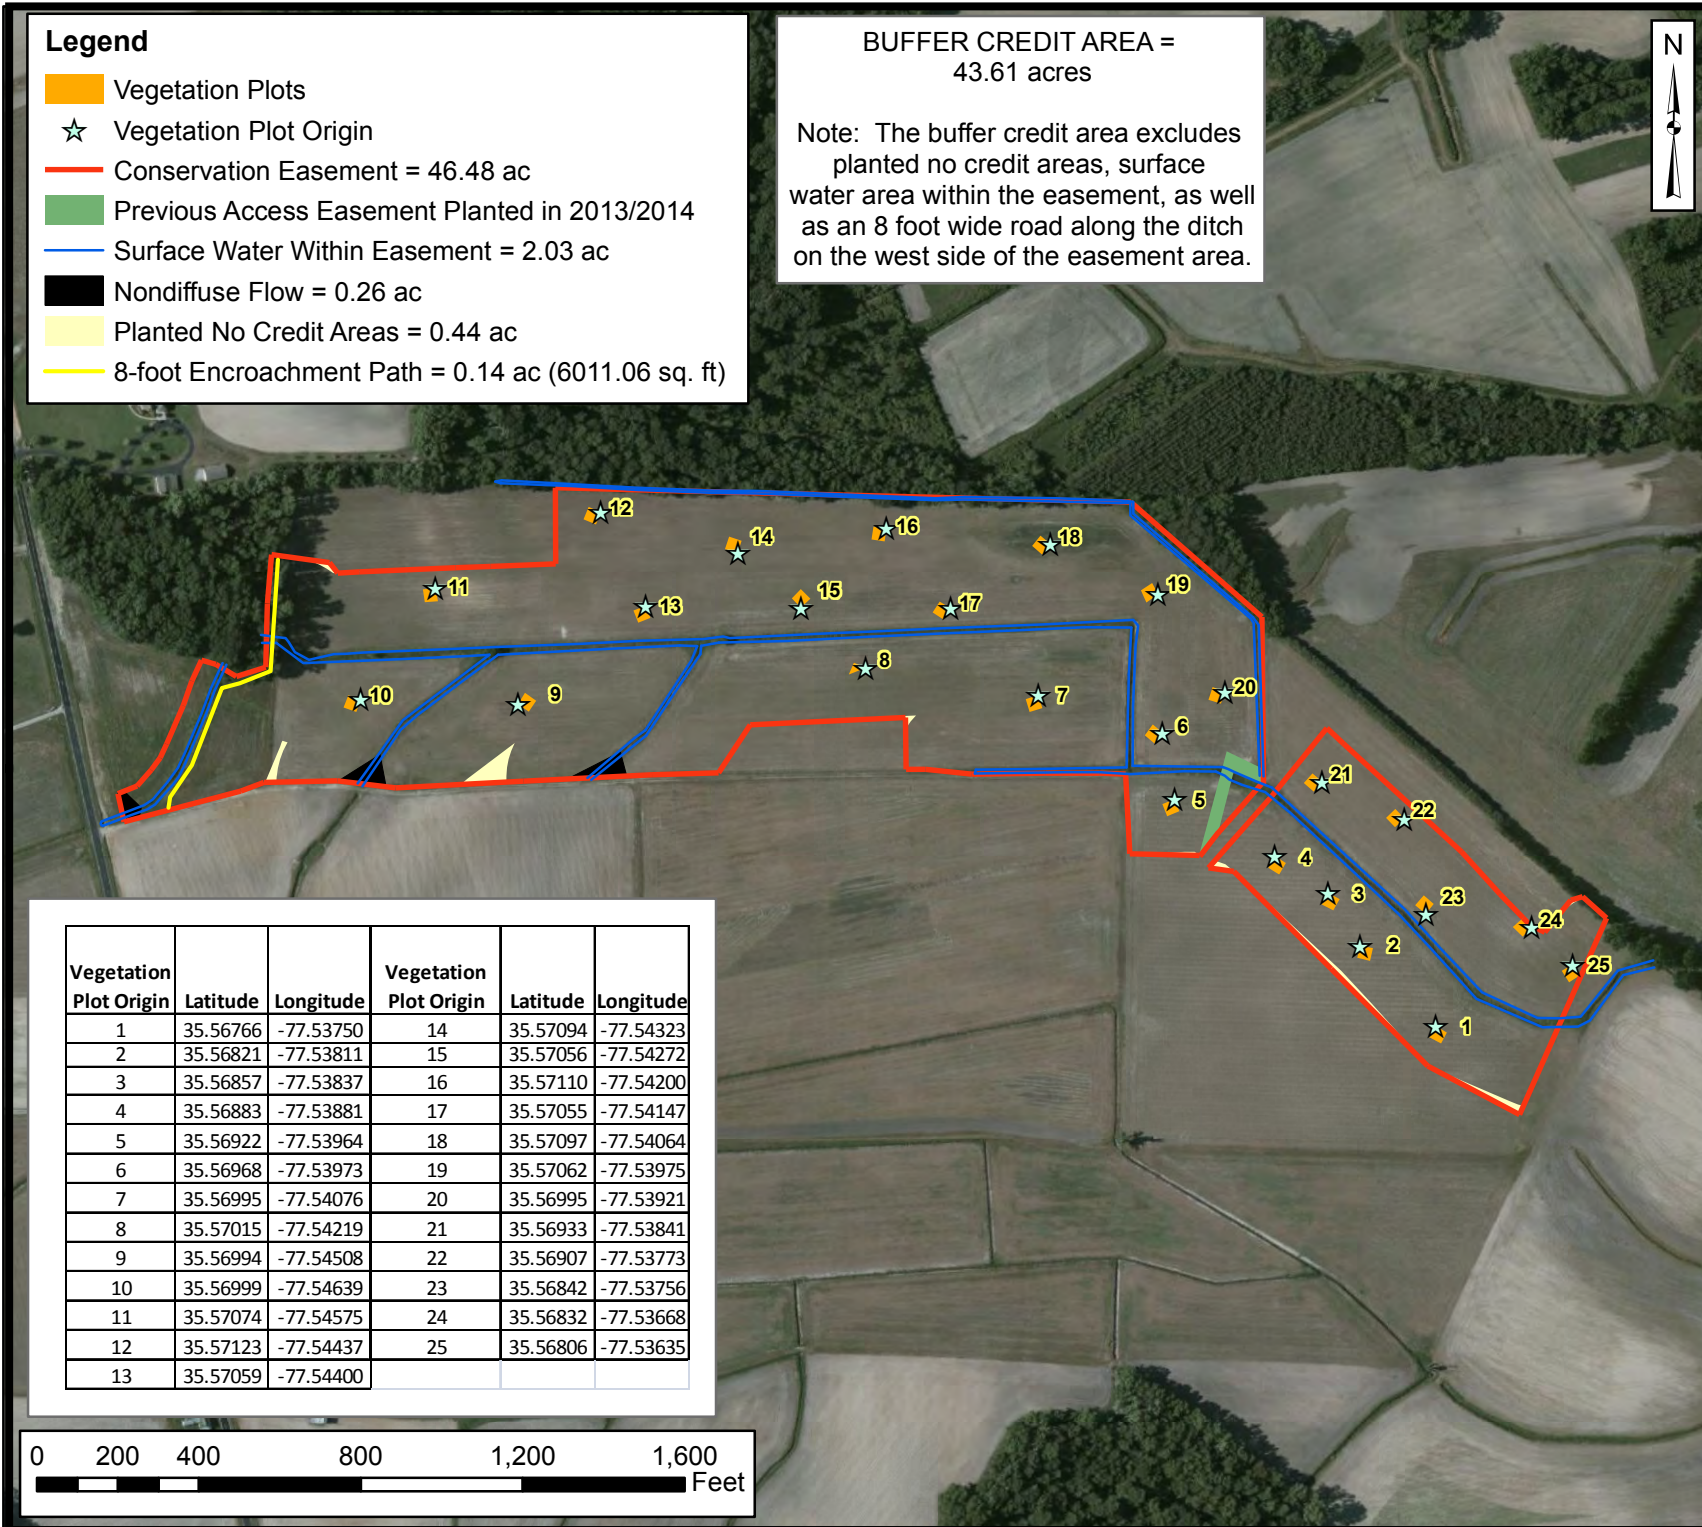 Legend
Vegetation Plots
Vegetation Plot Origin
Conservation Easement = 46.48 ac
Previous Access Easement Planted in 2013/2014
Surface Water Within Easement = 2.03 ac
Nondiffuse Flow = 0.26 ac
Planted No Credit Areas = 0.44 ac
8-foot Encroachment Path = 0.14 ac (6011.06 sq. ft)
BUFFER CREDIT AREA =
43.61 acres
Note: The buffer credit area excludes
planted no credit areas, surface
water area within the easement, as well
as an 8 foot wide road along the ditch
on the west side of the easement area.
N
12
16
14
18
11
13
15
17
19
8
10
9
7
20
6
21
5
22
4
3
23
24
2
25
1
Vegetation Plot Origin Latitude Longitude Vegetation Plot Origin Latitude Longitude
1 35.56766 -77.53750 14 35.57094 -77.54323
2 35.56821 -77.53811 15 35.57056 -77.54272
3 35.56857 -77.53837 16 35.57110 -77.54200
4 35.56883 -77.53881 17 35.57055 -77.54147
5 35.56922 -77.53964 18 35.57097 -77.54064
6 35.56968 -77.53973 19 35.57062 -77.53975
7 35.56995 -77.54076 20 35.56995 -77.53921
8 35.57015 -77.54219 21 35.56933 -77.53841
9 35.56994 -77.54508 22 35.56907 -77.53773
10 35.56999 -77.54639 23 35.56842 -77.53756
11 35.57074 -77.54575 24 35.56832 -77.53668
12 35.57123 -77.54437 25 35.56806 -77.53635
13 35.57059 -77.54400
0 200 400 800 1,200 1,600
Feet